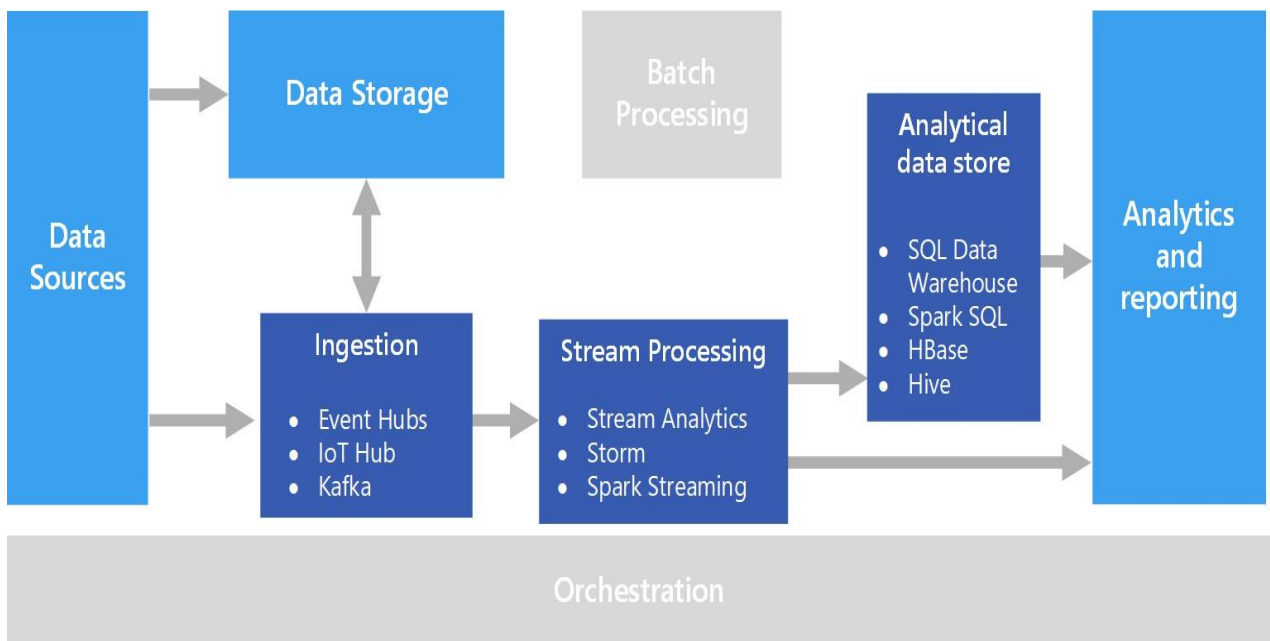 Data
Sources
Data Storage
Batch
Processing
Ingestion
• Event Hubs
• IoT Hub
• Kafka
Stream Processing
• Stream Analytics
• Storm
• Spark Streaming
Analytical
data store
• SQL Data
Warehouse
• Spark SQL
• HBase
• Hive
Analytics
and
reporting
Orchestration